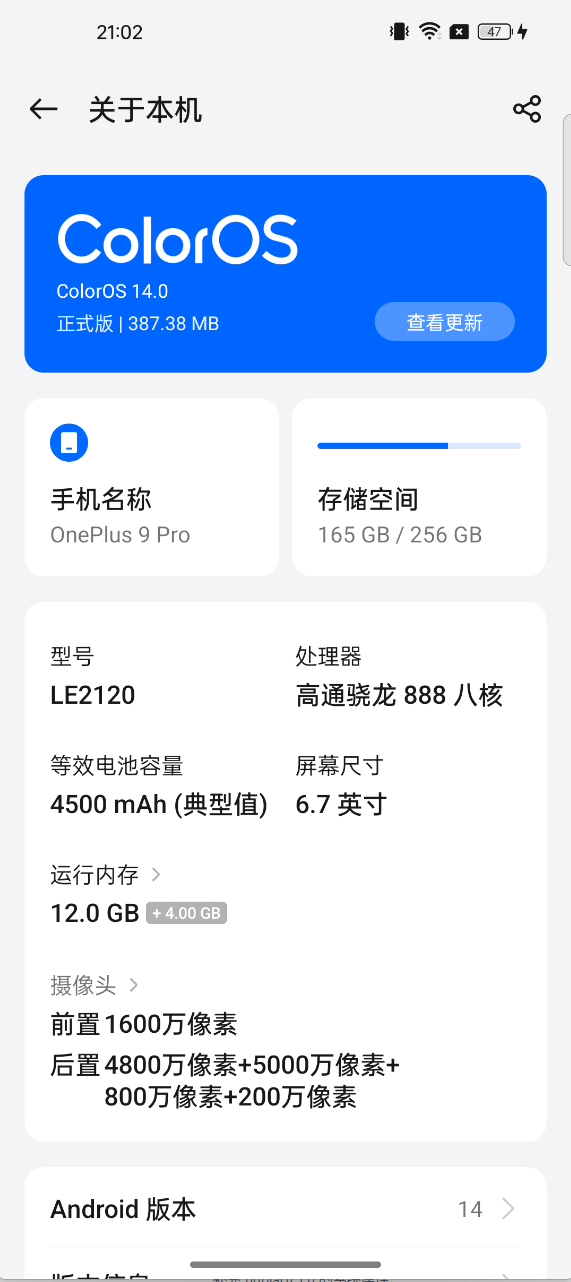 21:02
47
关于本机
ColorOS
ColorOS 14.0
正式版 | 387.38 MB
查看更新
手机名称
OnePlus 9 Pro
存储空间
165 GB / 256 GB
型号
LE2120
处理器
高通骁龙 888 八核
等效电池容量
4500 mAh (典型值)
屏幕尺寸
6.7 英寸
运行内存
12.0 GB + 4.00 GB
摄像头
前置 1600万像素
后置 4800万像素+5000万像素+
800万像素+200万像素
Android 版本
14
版本信息